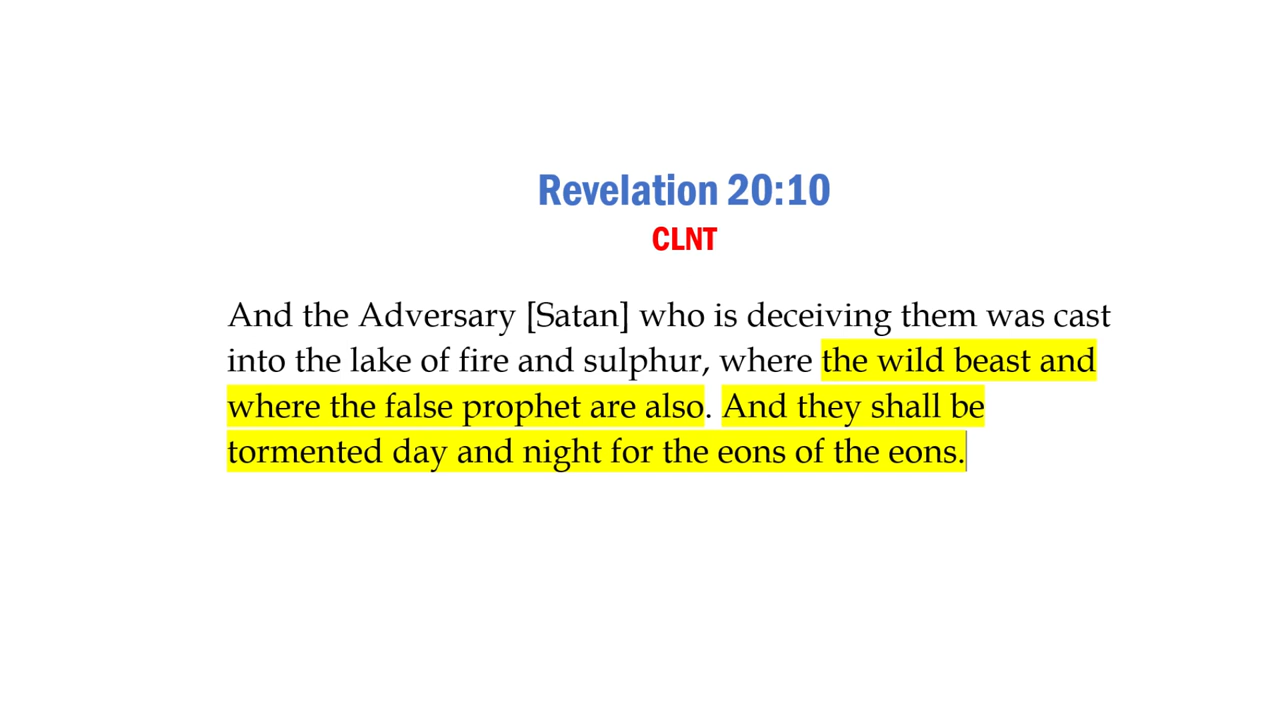 Revelation 20:10
CLNT
And the Adversary [Satan] who is deceiving them was cast
into the lake of fire and sulphur, where the wild beast and
where the false prophet are also. And they shall be
tormented day and night for the eons of the eons.